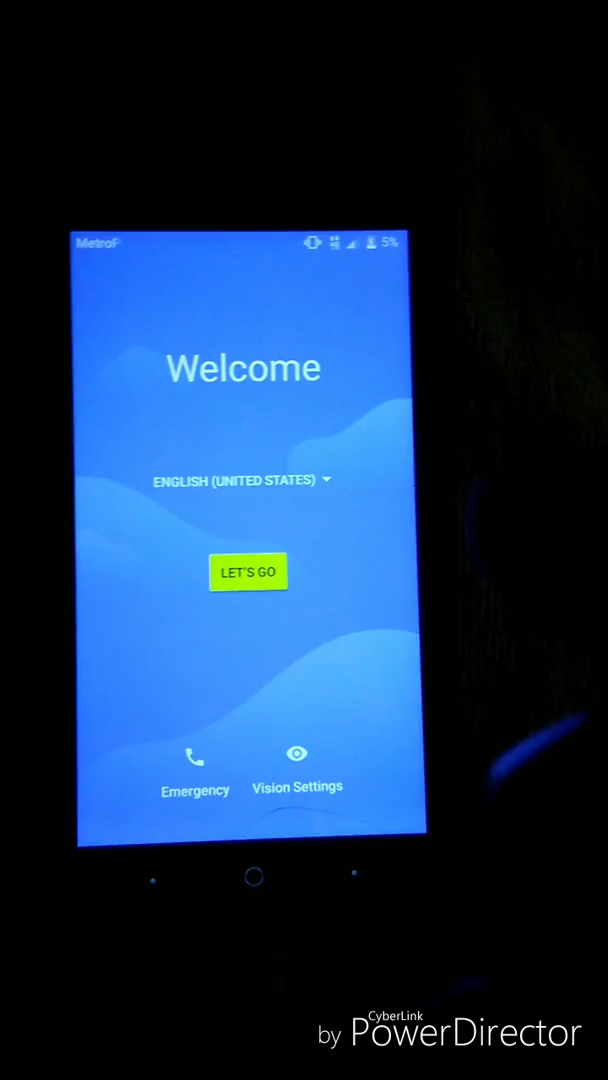 MetroP
5%
Welcome
ENGLISH (UNITED STATES)
LET'S GO
Emergency
Vision Settings
CyberLink
by PowerDirector